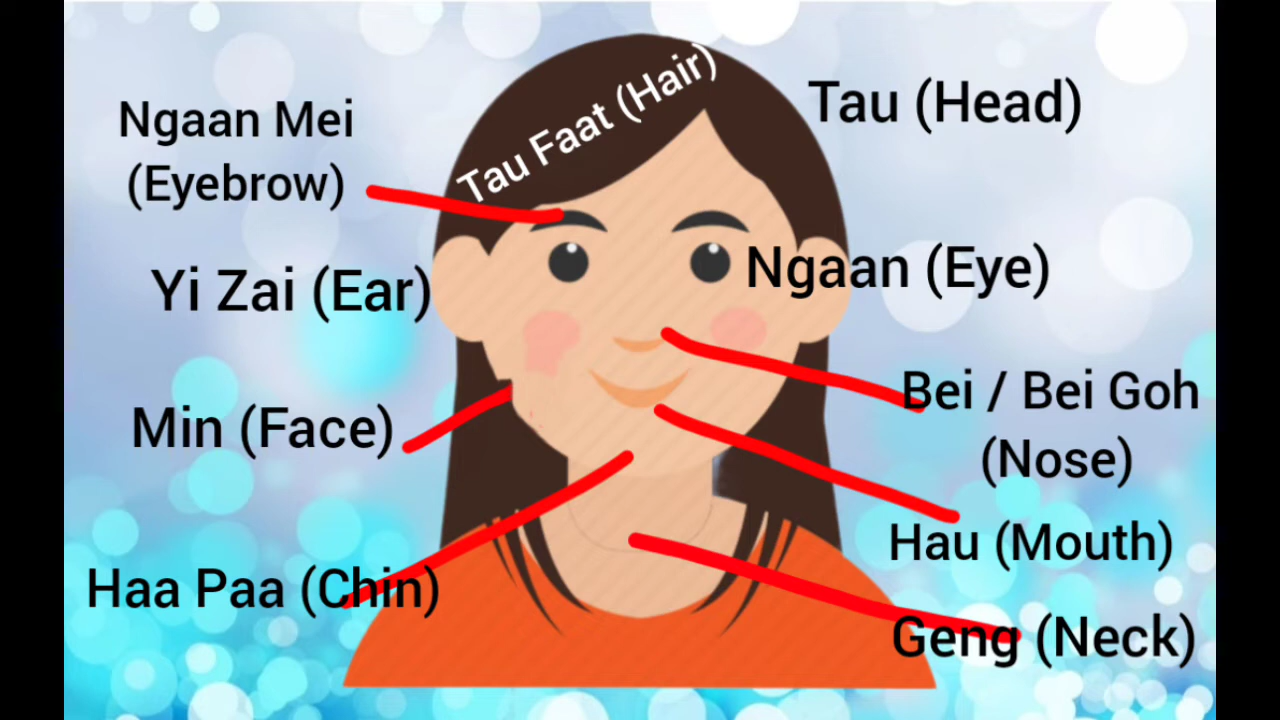 Tau Faat (Hair)
Tau (Head)
Ngaan Mei
(Eyebrow)
Ngaan (Eye)
Yi Zai (Ear)
Bei / Bei Goh
(Nose)
Min (Face)
Hau (Mouth)
Haa Paa (Chin)
Geng (Neck)